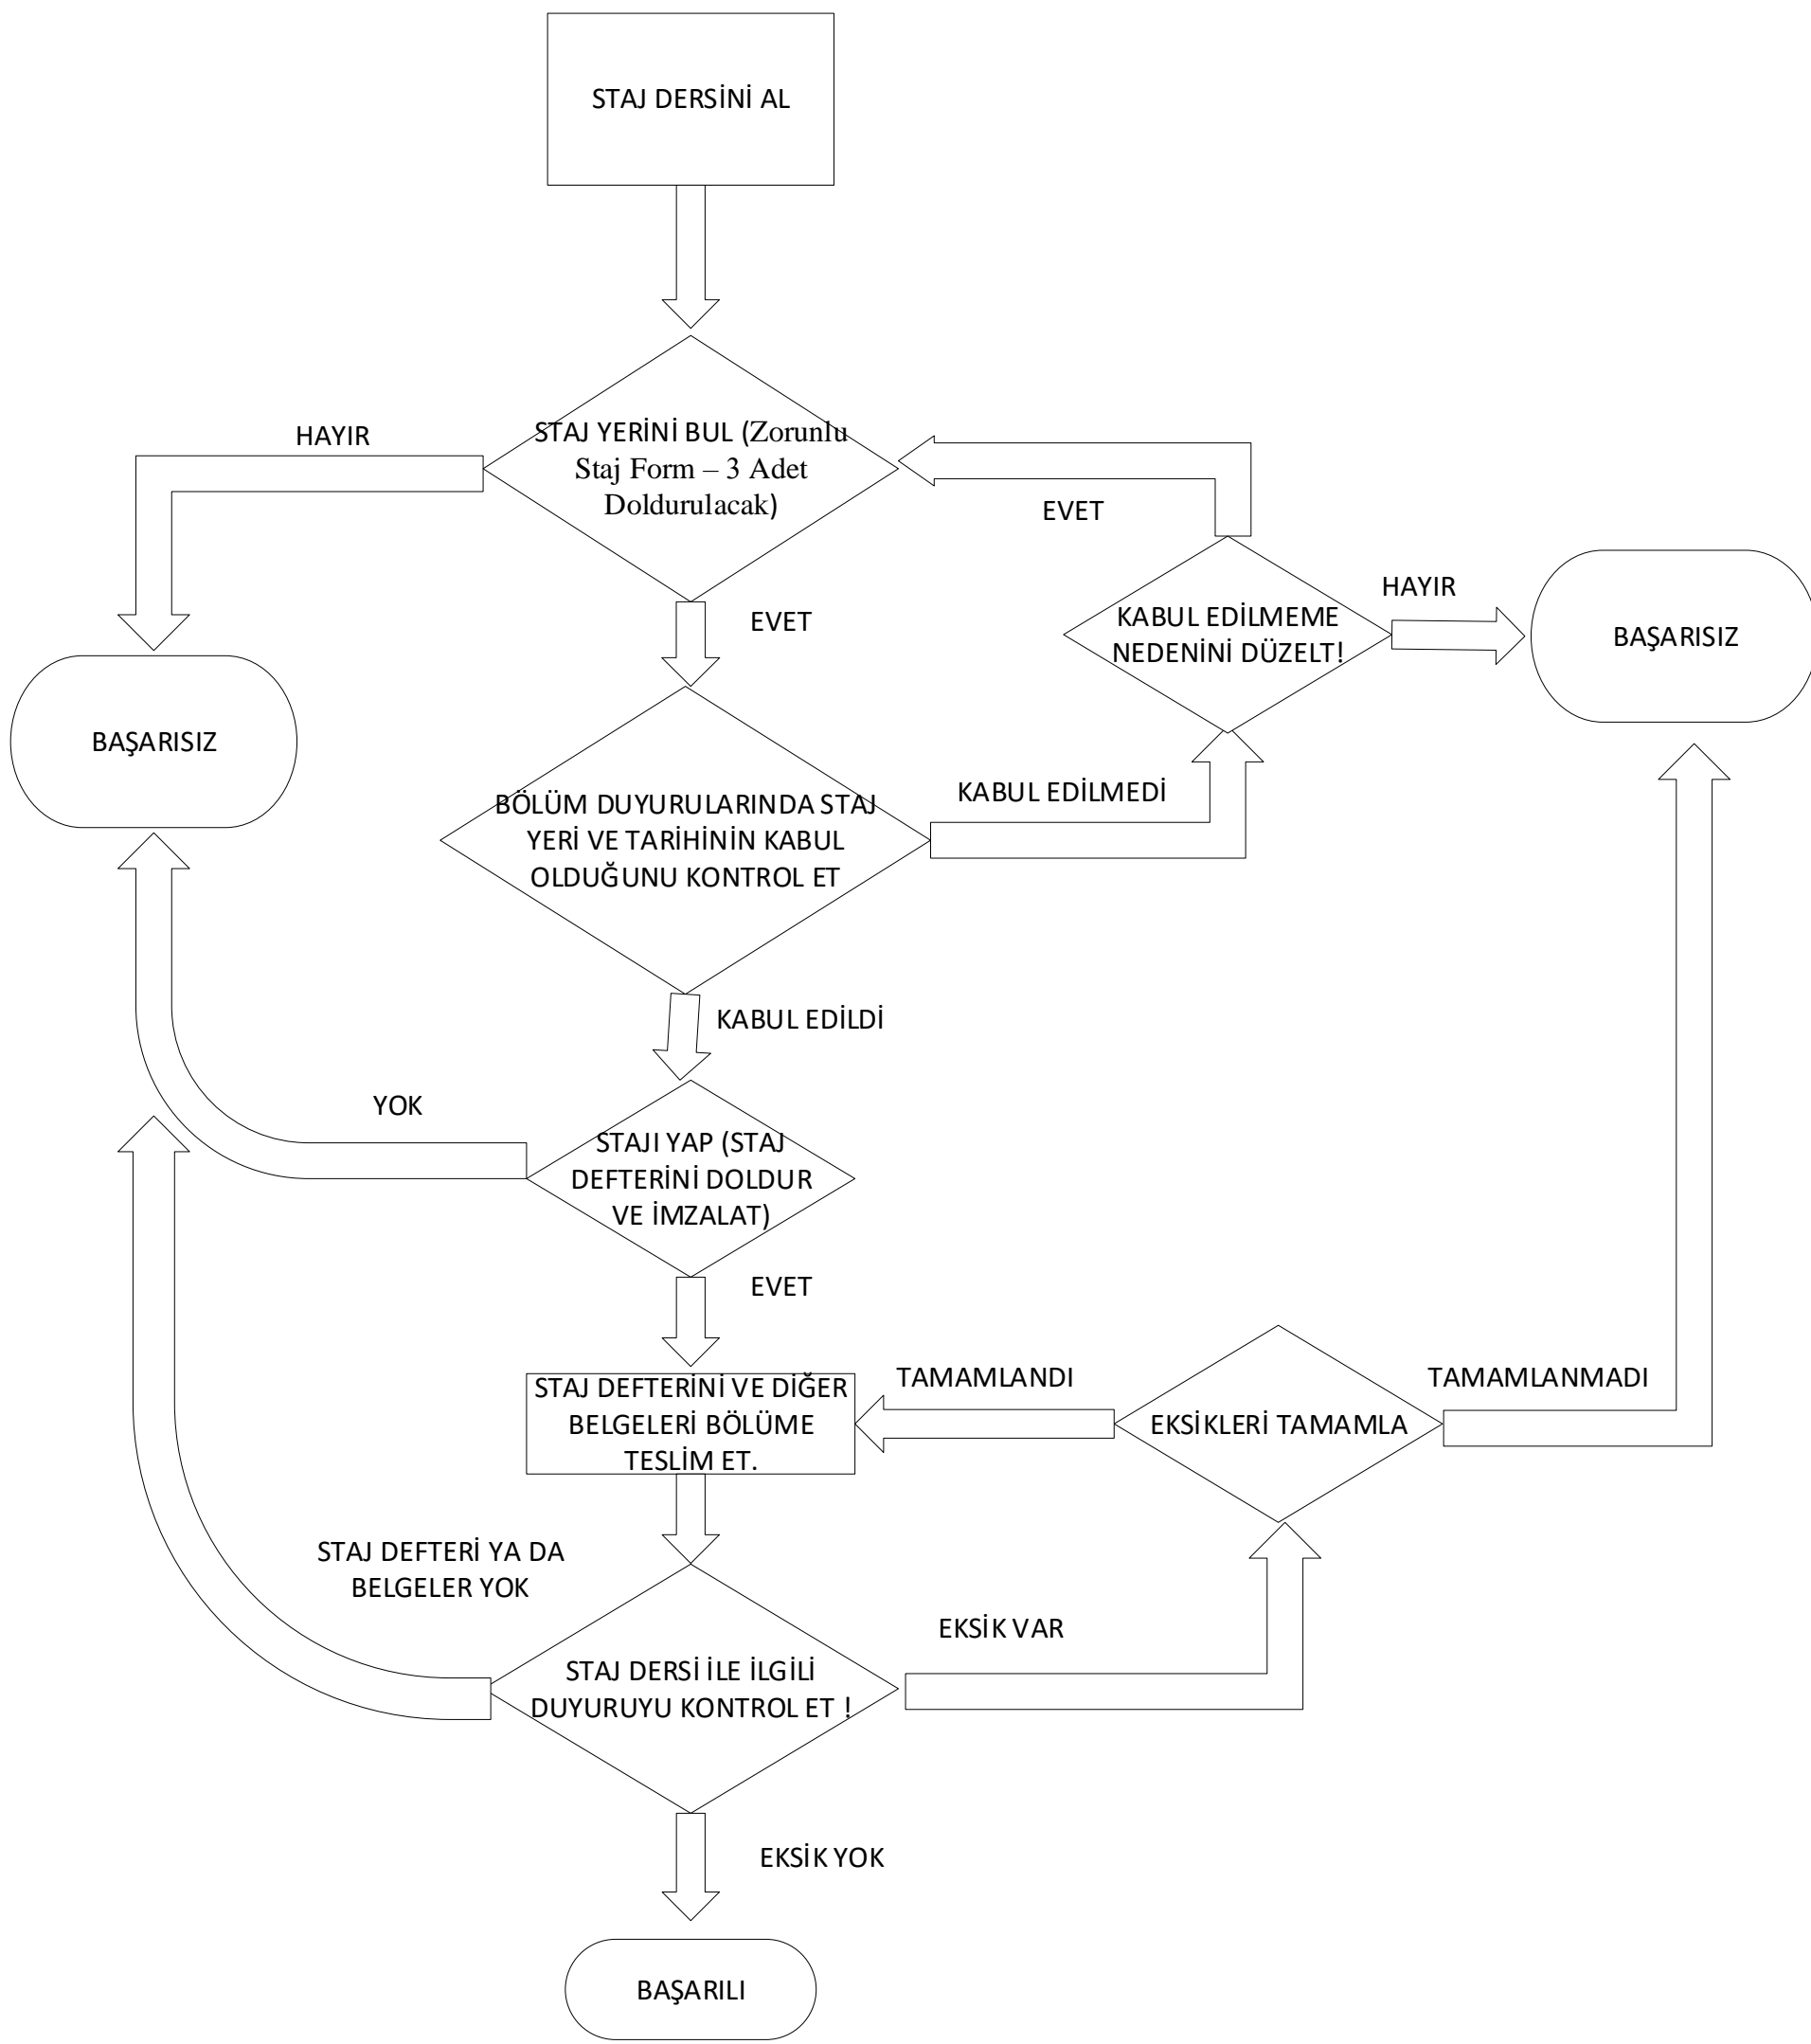 STAJ DERSİNİ AL
HAYIR
STAJ YERİNİ BUL (Zorunlu
Staj Form – 3 Adet
Doldurulacak)
EVET
EVET
KABUL EDİLMEME
NEDENİNİ DÜZELT!
HAYIR
BAŞARISIZ
BAŞARISIZ
BÖLÜM DUYURULARINDA STAJ
YERİ VE TARİHİNİN KABUL
OLDUĞUNU KONTROL ET
KABUL EDİLMEDİ
KABUL EDİLDİ
YOK
STAJI YAP (STAJ
DEFTERİNİ DOLDUR
VE İMZALAT)
EVET
STAJ DEFTERİNİ VE DİĞER
BELGELERİ BÖLÜME
TESLİM ET.
TAMAMLANDI
EKSİKLERİ TAMAMLA
TAMAMLANMADI
STAJ DEFTERİ YA DA
BELGELER YOK
EKSİK VAR
STAJ DERSİ İLE İLGİLİ
DUYURUYU KONTROL ET !
EKSİK YOK
BAŞARILI